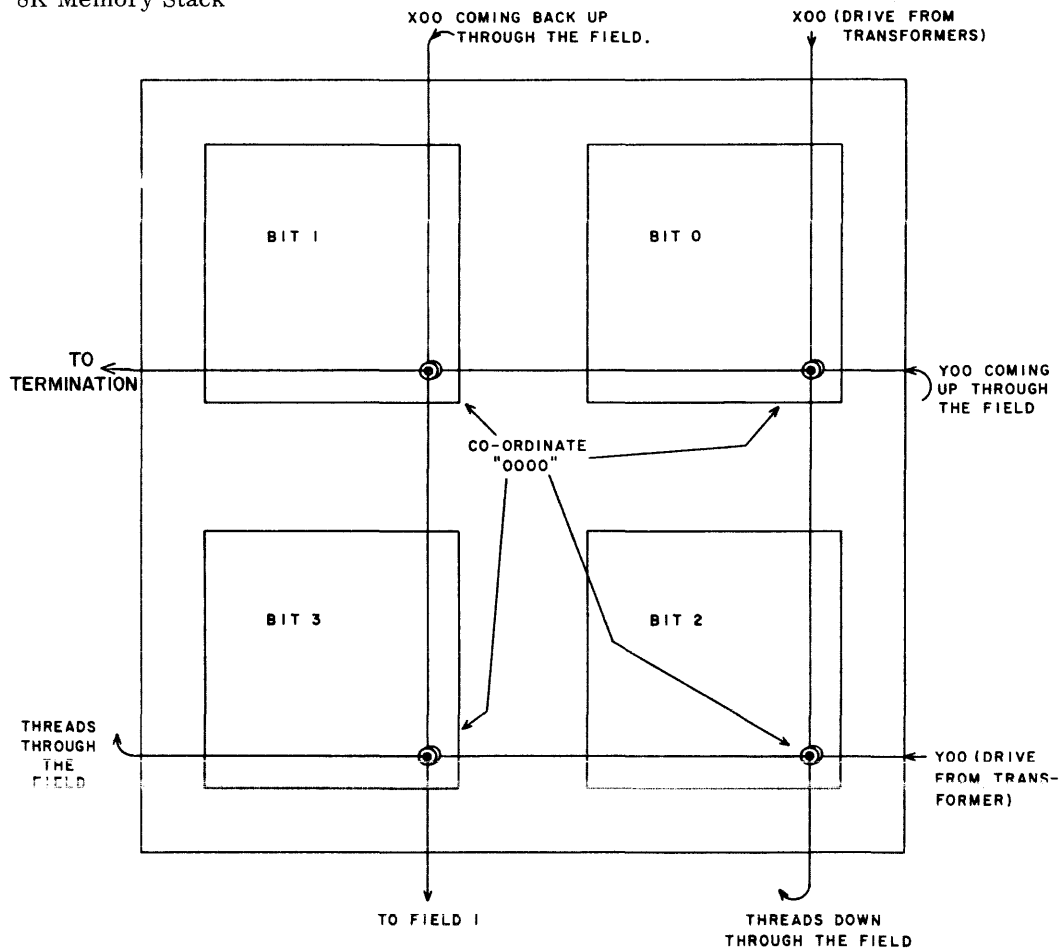 8K Memory Stack
XOO COMING BACK UP
THROUGH THE FIELD.
XOO (DRIVE FROM
TRANSFORMERS)
BIT 1
BIT 0
TO
TERMINATION
YOO COMING
UP THROUGH
THE FIELD
CO-ORDINATE
"0000"
BIT 3
BIT 2
THREADS
THROUGH
THE
FIELD
YOO (DRIVE
FROM TRANS-
FORMER)
TO FIELD 1
THREADS DOWN
THROUGH THE FIELD